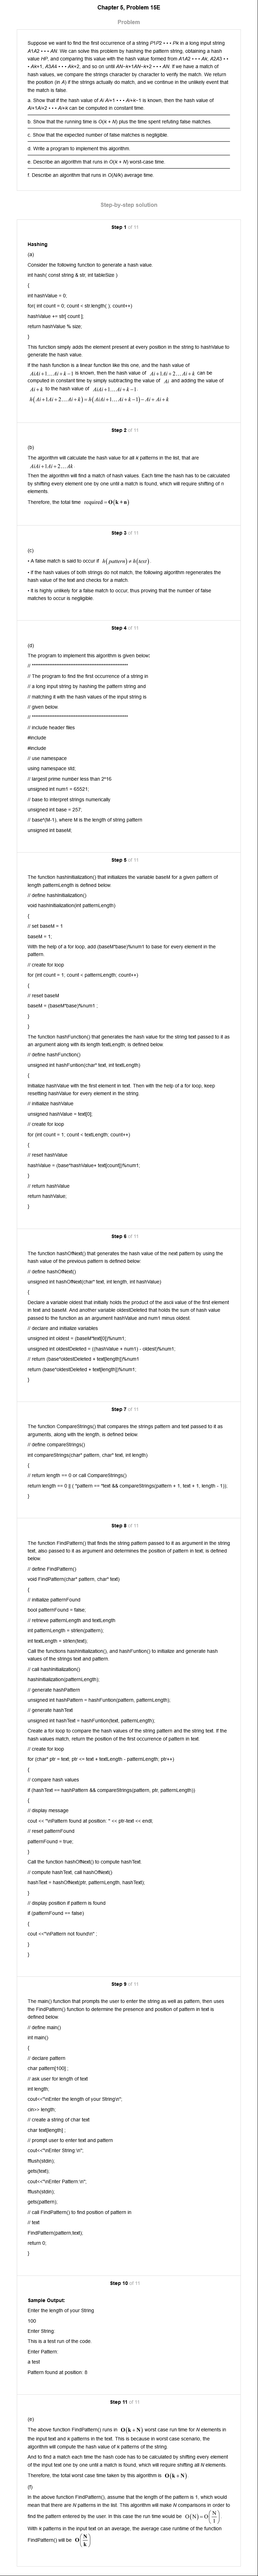 Chapter 5, Problem 15E
Problem
Suppose we want to find the first occurrence of a string P1P2 • • • Pk in a long input string
A1A2 • • • AN. We can solve this problem by hashing the pattern string, obtaining a hash
value HP, and comparing this value with the hash value formed from A1A2 • • • Ak, A2A3 • •
• Ak+1, A3A4 • • • Ak+2, and so on until AN-k+1AN-k+2 • • • AN. If we have a match of
hash values, we compare the strings character by character to verify the match. We return
the position (in A) if the strings actually do match, and we continue in the unlikely event that
the match is false.
a. Show that if the hash value of Ai Ai+1 • • • Ai+k-1 is known, then the hash value of
Ai+1Ai+2 • • • Ai+k can be computed in constant time.
b. Show that the running time is O(k + N) plus the time spent refuting false matches.
c. Show that the expected number of false matches is negligible.
d. Write a program to implement this algorithm.
e. Describe an algorithm that runs in O(k + N) worst-case time.
f. Describe an algorithm that runs in O(N/k) average time.
Step-by-step solution
Step 1 of 11
Hashing
(a)
Consider the following function to generate a hash value.
int hash( const string & str, int tableSize )
{
int hashValue = 0;
for( int count = 0; count < str.length( ); count++)
hashValue += str[ count ];
return hashValue % size;
}
This function simply adds the element present at every position in the string to hashValue to
generate the hash value.
If the hash function is a linear function like this one, and the hash value of
AiAi+1....Ai+k−1 is known, then the hash value of Ai+1Ai+2....Ai+k can be
computed in constant time by simply subtracting the value of Ai and adding the value of
Ai+k to the hash value of AiAi+1....Ai+k−1
h(Ai+1Ai+2....Ai+k) = h(AiAi+1....Ai+k−1) − Ai + Ai+k
Step 2 of 11
(b)
The algorithm will calculate the hash value for all k patterns in the list, that are
AiAi+1Ai+2....Ak
Then the algorithm will find a match of hash values. Each time the hash has to be calculated
by shifting every element one by one until a match is found, which will require shifting of n
elements.
Therefore, the total time required = O(k + n)
Step 3 of 11
(c)
• A false match is said to occur if h(pattern) ≠ h(text).
• If the hash values of both strings do not match, the following algorithm regenerates the
hash value of the text and checks for a match.
• It is highly unlikely for a false match to occur, thus proving that the number of false
matches to occur is negligible.
Step 4 of 11
(d)
The program to implement this algorithm is given below:
// The program to find the first occurrence of a string in
// a long input string by hashing the pattern string and
// matching it with the hash values of the input string is
// given below.
// include header files
#include
#include
// use namespace
using namespace std;
// largest prime number less than 2^16
unsigned int num1 = 65521;
// base to interpret strings numerically
unsigned int base = 257;
// base^(M-1), where M is the length of string pattern
unsigned int baseM;
Step 5 of 11
The function hashInitialization() that initializes the variable baseM for a given pattern of
length patternLength is defined below.
// define hashInitialization()
void hashInitialization(int patternLength)
{
// set baseM = 1
baseM = 1;
With the help of a for loop, add (baseM*base)%num1 to base for every element in the
pattern.
// create for loop
for (int count = 1; count < patternLength; count++)
{
// reset baseM
baseM = (baseM*base)%num1 ;
}
}
The function hashFunction() that generates the hash value for the string text passed to it as
an argument along with its length textLength, is defined below.
// define hashFunction()
unsigned int hashFuntion(char* text, int textLength)
{
Initialize hashValue with the first element in text. Then with the help of a for loop, keep
resetting hashValue for every element in the string.
// initialize hashValue
unsigned hashValue = text[0];
// create for loop
for (int count = 1; count < textLength; count++)
{
// reset hashValue
hashValue = (base*hashValue+ text[count])%num1;
}
// return hashValue
return hashValue;
}
Step 6 of 11
The function hashOfNext() that generates the hash value of the next pattern by using the
hash value of the previous pattern is defined below:
// define hashOfNext()
unsigned int hashOfNext(char* text, int length, int hashValue)
{
Declare a variable oldest that initially holds the product of the ascii value of the first element
in text and baseM. And another variable oldestDeleted that holds the sum of hash value
passed to the function as an argument hashValue and num1 minus oldest.
// declare and initialize variables
unsigned int oldest = (baseM*text[0])%num1;
unsigned int oldestDeleted = ((hashValue + num1) - oldest)%num1;
// return (base*oldestDeleted + text[length])%num1
return (base*oldestDeleted + text[length])%num1;
}
Step 7 of 11
The function CompareStrings() that compares the strings pattern and text passed to it as
arguments, along with the length, is defined below.
// define compareStrings()
int compareStrings(char* pattern, char* text, int length)
{
// return length == 0 or call CompareStrings()
return length == 0 || ( *pattern == *text && compareStrings(pattern + 1, text + 1, length - 1));
}
Step 8 of 11
The function FindPattern() that finds the string pattern passed to it as argument in the string
text, also passed to it as argument and determines the position of pattern in text, is defined
below.
// define FindPattern()
void FindPattern(char* pattern, char* text)
{
// initialize patternFound
bool patternFound = false;
// retrieve patternLength and textLength
int patternLength = strlen(pattern);
int textLength = strlen(text);
Call the functions hashInitialization(), and hashFuntion() to initialize and generate hash
values of the strings text and pattern.
// call hashInitialization()
hashInitialization(patternLength);
// generate hashPattern
unsigned int hashPattern = hashFuntion(pattern, patternLength);
// generate hashText
unsigned int hashText = hashFuntion(text, patternLength);
Create a for loop to compare the hash values of the string pattern and the string text. If the
hash values match, return the position of the first occurrence of pattern in text.
// create for loop
for (char* ptr = text; ptr <= text + textLength - patternLength; ptr++)
{
// compare hash values
if (hashText == hashPattern && compareStrings(pattern, ptr, patternLength))
{
// display message
cout << "\nPattern found at position: " << ptr-text << endl;
// reset patternFound
patternFound = true;
}
Call the function hashOfNext() to compute hashText.
// compute hashText, call hashOfNext()
hashText = hashOfNext(ptr, patternLength, hashText);
}
// display position if pattern is found
if (patternFound == false)
{
cout <<"\nPattern not found\n" ;
}
}
Step 9 of 11
The main() function that prompts the user to enter the string as well as pattern, then uses
the FindPattern() function to determine the presence and position of pattern in text is
defined below.
// define main()
int main()
{
// declare pattern
char pattern[100] ;
// ask user for length of text
int length;
cout<<"\nEnter the length of your String\n";
cin>> length;
// create a string of char text
char text[length] ;
// prompt user to enter text and pattern
cout<<"\nEnter String \n";
fflush(stdin);
gets(text);
cout<<"\nEnter Pattern \n";
fflush(stdin);
gets(pattern);
// call FindPattern() to find position of pattern in
// text
FindPattern(pattern,text);
return 0;
}
Step 10 of 11
Sample Output:
Enter the length of your String
100
Enter String:
This is a test run of the code.
Enter Pattern:
a test
Pattern found at position: 8
Step 11 of 11
(e)
The above function FindPattern() runs in O(k + N) worst case run time for N elements in
the input text and k patterns in the text. This is because in worst case scenario, the
algorithm will compute the hash value of k patterns of the string.
And to find a match each time the hash code has to be calculated by shifting every element
of the input text one by one until a match is found, which will require shifting all N elements.
Therefore, the total worst case time taken by this algorithm is O(k + N)
(f)
In the above function FindPattern(), assume that the length of the pattern is 1, which would
mean that there are N patterns in the list. This algorithm will make N comparisons in order to
find the pattern entered by the user. In this case the run time would be O(N) = O(N/1)
With k patterns in the input text on an average, the average case runtime of the function
FindPattern() will be O(N/k)